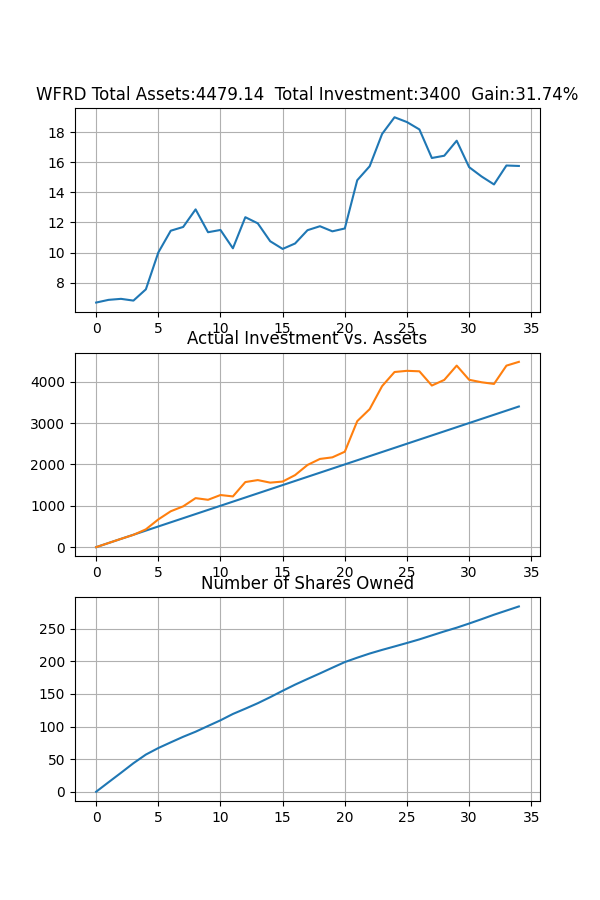 WFRD Total Assets:4479.14  Total Investment:3400  Gain:31.74%
18
16
14
12
10
8
0 5 10 15 20 25 30 35
Actual Investment vs. Assets
4000
3000
2000
1000
0
0 5 10 15 20 25 30 35
Number of Shares Owned
250
200
150
100
50
0
0 5 10 15 20 25 30 35